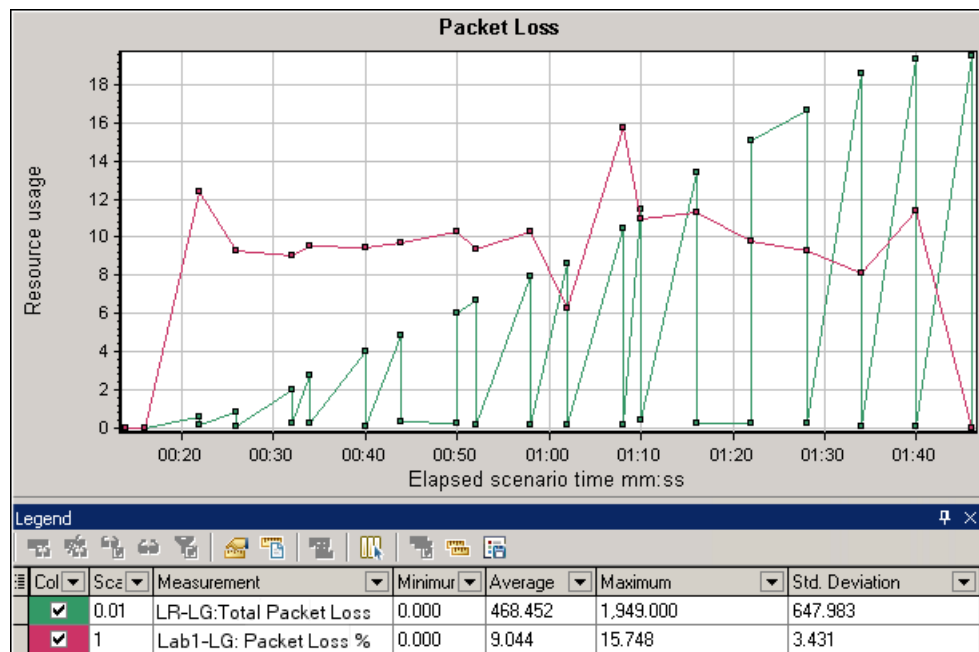 Packet Loss
Resource usage
18
16
14
12
10
8
6
4
2
0
00:20 00:30 00:40 00:50 01:00 01:10 01:20 01:30 01:40
Elapsed scenario time mm:ss
Legend
Col Sca Measurement Minimur Average Maximum Std. Deviation
0.01 LR-LG:Total Packet Loss 0.000 468.452 1,949.000 647.983
1 Lab1-LG: Packet Loss % 0.000 9.044 15.748 3.431